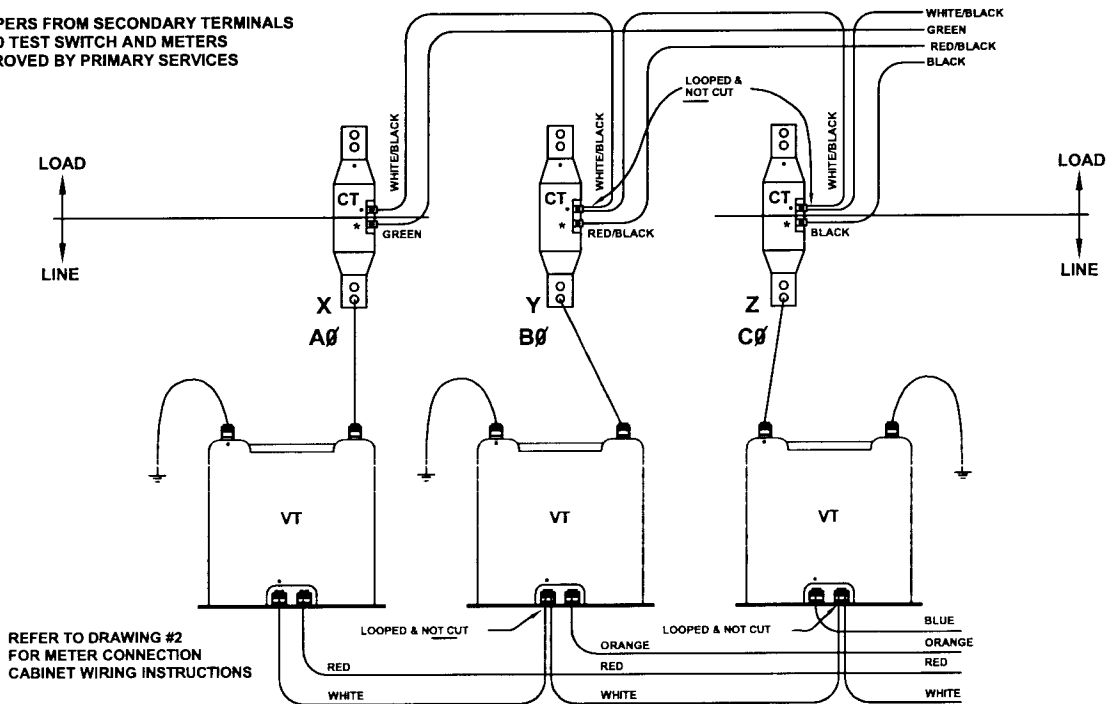 PERS FROM SECONDARY TERMINALS
O TEST SWITCH AND METERS
ROVED BY PRIMARY SERVICES
WHITE/BLACK
GREEN
RED/BLACK
BLACK
LOOPED &
NOT CUT
WHITE/BLACK
WHITE/BLACK
WHITE/BLACK
LOAD
LINE
LOAD
LINE
CT
*
GREEN
CT
*
RED/BLACK
CT
*
BLACK
X
AØ
Y
BØ
Z
CØ
VT
VT
VT
REFER TO DRAWING #2
FOR METER CONNECTION
CABINET WIRING INSTRUCTIONS
LOOPED & NOT CUT
LOOPED & NOT CUT
BLUE
ORANGE
ORANGE
RED
RED
RED
WHITE
WHITE
WHITE